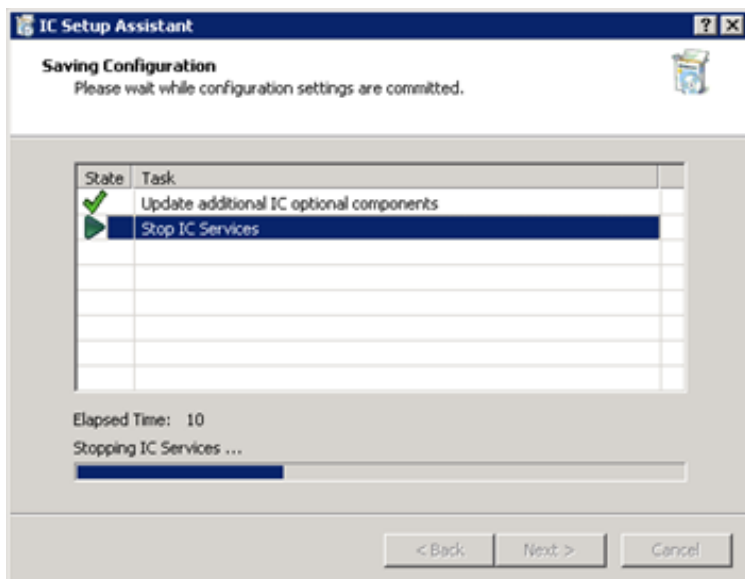 IC Setup Assistant
Saving Configuration
Please wait while configuration settings are committed.
State Task
Update additional IC optional components
Stop IC Services
Elapsed Time: 10
Stopping IC Services ...
< Back Next > Cancel